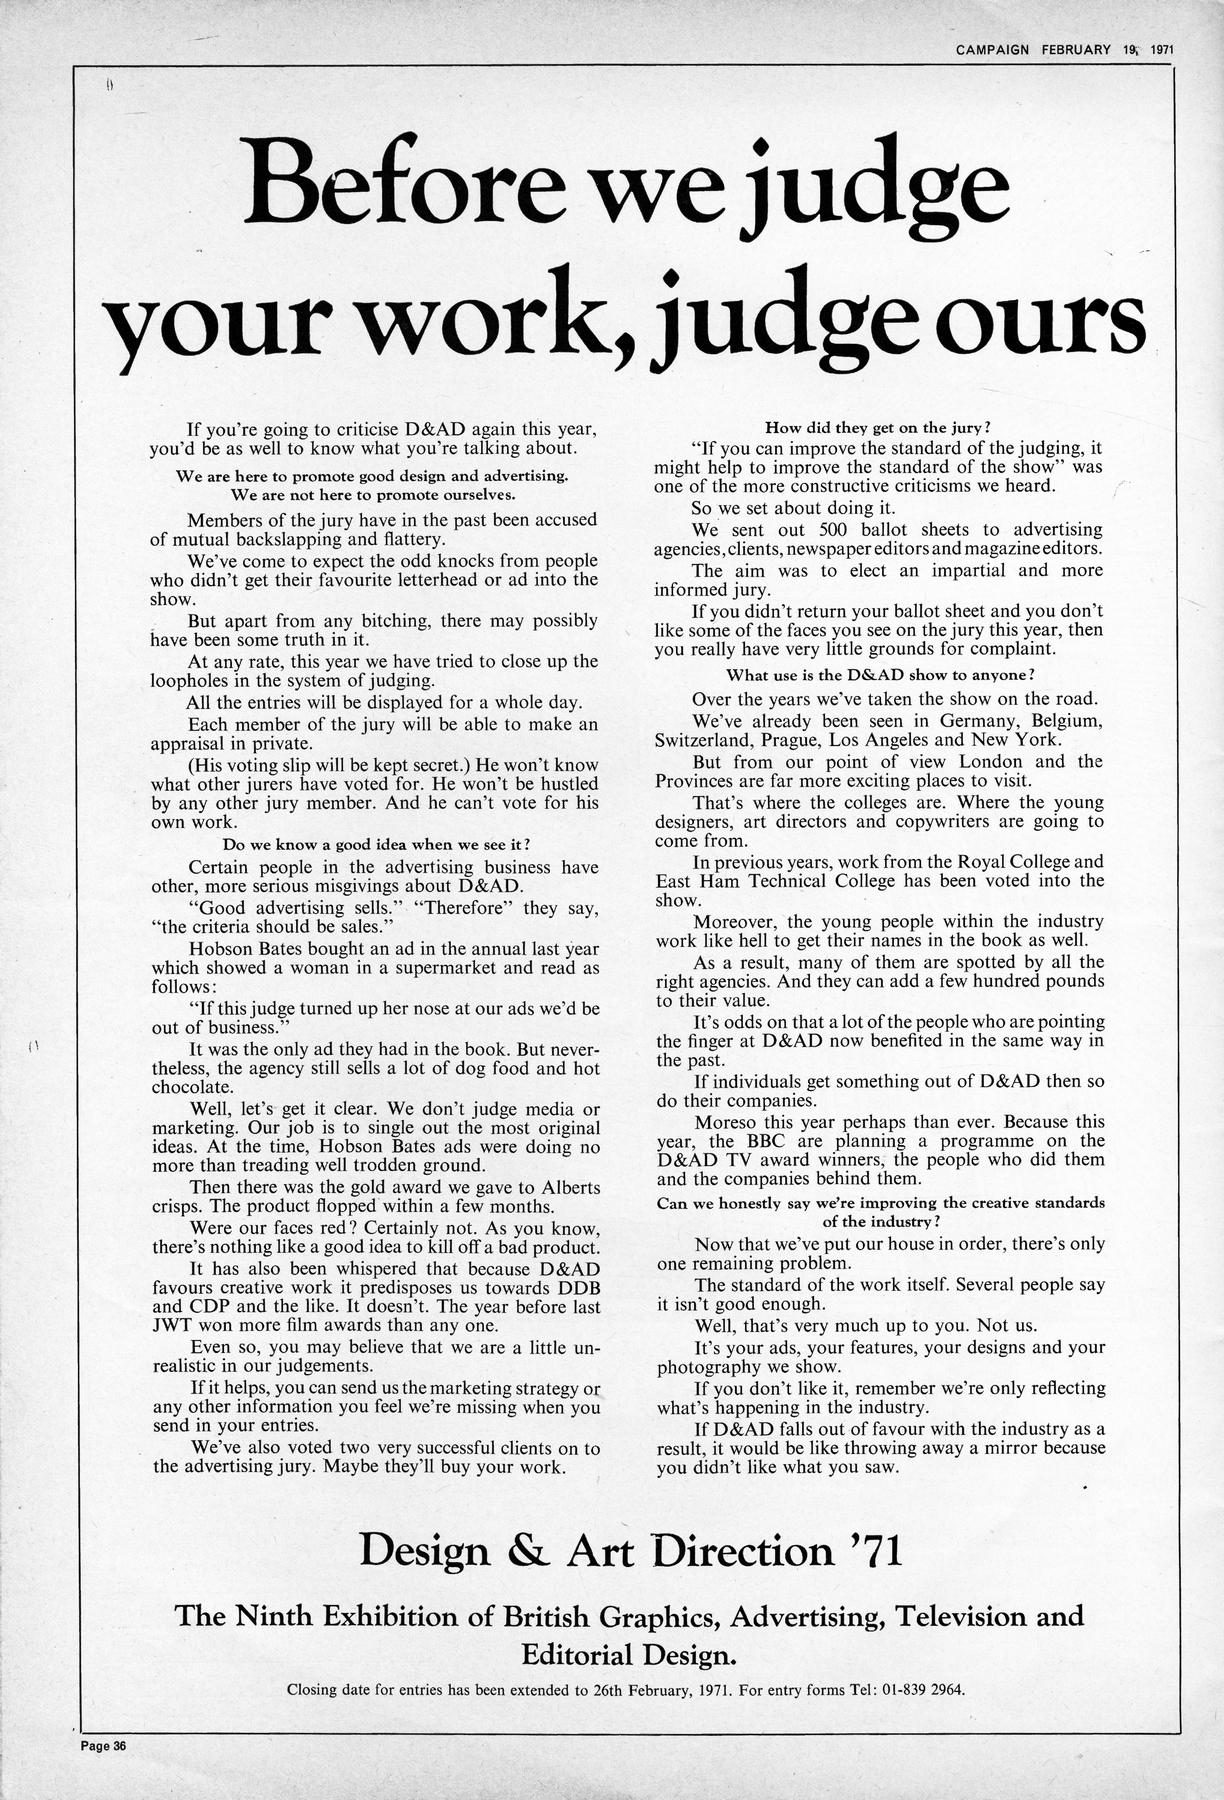 CAMPAIGN FEBRUARY 19, 1971
Before we judge
your work, judge ours
If you're going to criticise D&AD again this year,
you'd be as well to know what you're talking about.
We are here to promote good design and advertising.
We are not here to promote ourselves.
Members of the jury have in the past been accused
of mutual backslapping and flattery.
We've come to expect the odd knocks from people
who didn't get their favourite letterhead or ad into the
show.
But apart from any bitching, there may possibly
have been some truth in it.
At any rate, this year we have tried to close up the
loopholes in the system of judging.
All the entries will be displayed for a whole day.
Each member of the jury will be able to make an
appraisal in private.
(His voting slip will be kept secret.) He won't know
what other jurers have voted for. He won't be hustled
by any other jury member. And he can't vote for his
own work.
Do we know a good idea when we see it?
Certain people in the advertising business have
other, more serious misgivings about D&AD.
"Good advertising sells." "Therefore" they say,
"the criteria should be sales."
Hobson Bates bought an ad in the annual last year
which showed a woman in a supermarket and read as
follows:
"If this judge turned up her nose at our ads we'd be
out of business."
It was the only ad they had in the book. But never-
theless, the agency still sells a lot of dog food and hot
chocolate.
Well, let's get it clear. We don't judge media or
marketing. Our job is to single out the most original
ideas. At the time, Hobson Bates ads were doing no
more than treading well trodden ground.
Then there was the gold award we gave to Alberts
crisps. The product flopped within a few months.
Were our faces red? Certainly not. As you know,
there's nothing like a good idea to kill off a bad product.
It has also been whispered that because D&AD
favours creative work it predisposes us towards DDB
and CDP and the like. It doesn't. The year before last
JWT won more film awards than any one.
Even so, you may believe that we are a little un-
realistic in our judgements.
If it helps, you can send us the marketing strategy or
any other information you feel we're missing when you
send in your entries.
We've also voted two very successful clients on to
the advertising jury. Maybe they'll buy your work.
How did they get on the jury?
"If you can improve the standard of the judging, it
might help to improve the standard of the show" was
one of the more constructive criticisms we heard.
So we set about doing it.
We sent out 500 ballot sheets to advertising
agencies, clients, newspaper editors and magazine editors.
The aim was to elect an impartial and more
informed jury.
If you didn't return your ballot sheet and you don't
like some of the faces you see on the jury this year, then
you really have very little grounds for complaint.
What use is the D&AD show to anyone?
Over the years we've taken the show on the road.
We've already been seen in Germany, Belgium,
Switzerland, Prague, Los Angeles and New York.
But from our point of view London and the
Provinces are far more exciting places to visit.
That's where the colleges are. Where the young
designers, art directors and copywriters are going to
come from.
In previous years, work from the Royal College and
East Ham Technical College has been voted into the
show.
Moreover, the young people within the industry
work like hell to get their names in the book as well.
As a result, many of them are spotted by all the
right agencies. And they can add a few hundred pounds
to their value.
It's odds on that a lot of the people who are pointing
the finger at D&AD now benefited in the same way in
the past.
If individuals get something out of D&AD then so
do their companies.
Moreso this year perhaps than ever. Because this
year, the BBC are planning a programme on the
D&AD TV award winners, the people who did them
and the companies behind them.
Can we honestly say we're improving the creative standards
of the industry?
Now that we've put our house in order, there's only
one remaining problem.
The standard of the work itself. Several people say
it isn't good enough.
Well, that's very much up to you. Not us.
It's your ads, your features, your designs and your
photography we show.
If you don't like it, remember we're only reflecting
what's happening in the industry.
If D&AD falls out of favour with the industry as a
result, it would be like throwing away a mirror because
you didn't like what you saw.
Design & Art Direction '71
The Ninth Exhibition of British Graphics, Advertising, Television and
Editorial Design.
Closing date for entries has been extended to 26th February, 1971. For entry forms Tel: 01-839 2964.
Page 36